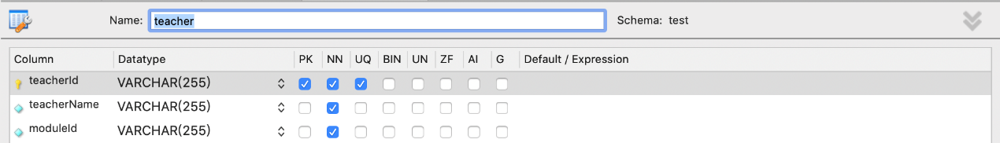 Name: teacher Schema: test
Column Datatype PK NN UQ BIN UN ZF AI G Default / Expression
teacherId VARCHAR(255)
teacherName VARCHAR(255)
moduleId VARCHAR(255)